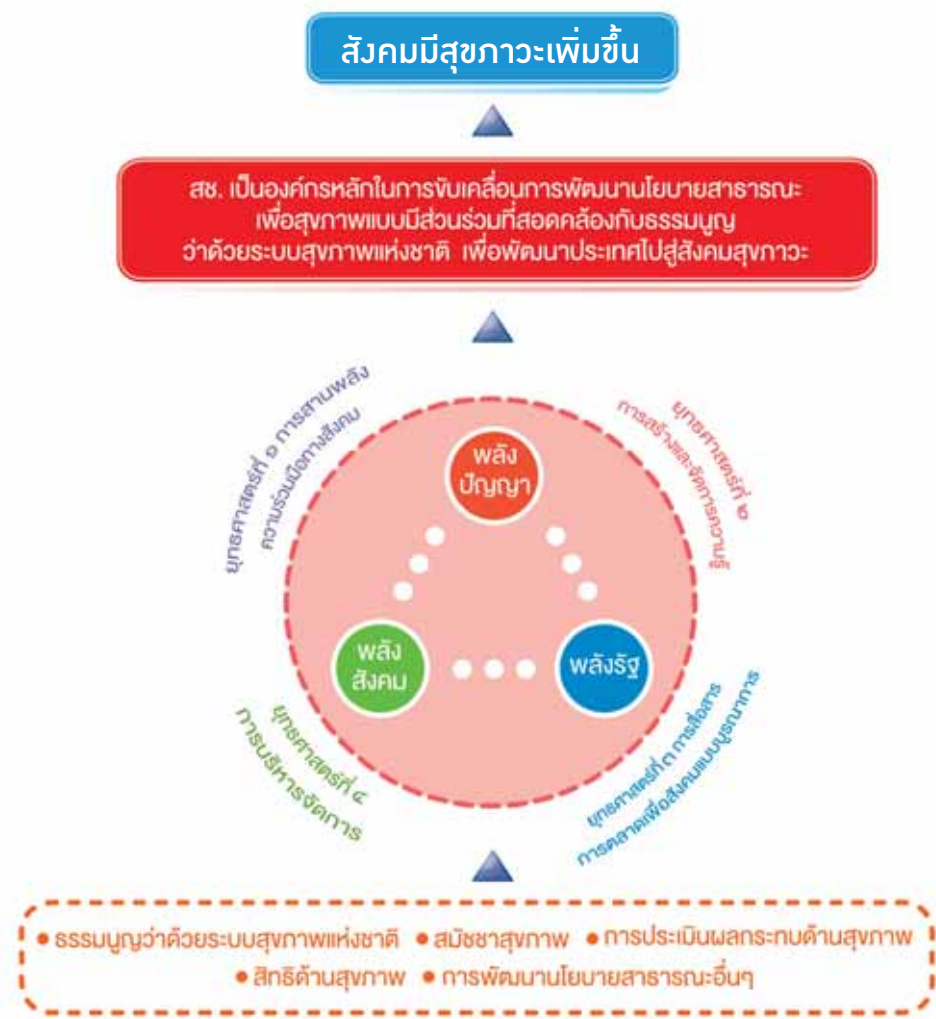 สังคมมีสุขภาวะเพิ่มขึ้น
สช. เป็นองค์กรหลักในการขับเคลื่อนการพัฒนานโยบายสาธารณะ
เพื่อสุขภาพแบบมีส่วนร่วมที่สอดคล้องกับธรรมนูญ
ว่าด้วยระบบสุขภาพแห่งชาติ เพื่อพัฒนาประเทศไปสู่สังคมสุขภาวะ
ยุทธศาสตร์ที่ ๑ การสานพลัง
ความร่วมมือทางสังคม
ยุทธศาสตร์ที่ ๒
การสร้างและจัดการความรู้
พลัง
ปัญญา
พลัง
สังคม
พลังรัฐ
ยุทธศาสตร์ที่ ๔
การบริหารจัดการ
ยุทธศาสตร์ที่ ๓ การสื่อสาร
การตลาดเพื่อสังคมแบบบูรณาการ
• ธรรมนูญว่าด้วยระบบสุขภาพแห่งชาติ • สมัชชาสุขภาพ • การประเมินผลกระทบด้านสุขภาพ
• สิทธิด้านสุขภาพ • การพัฒนานโยบายสาธารณะอื่นๆ